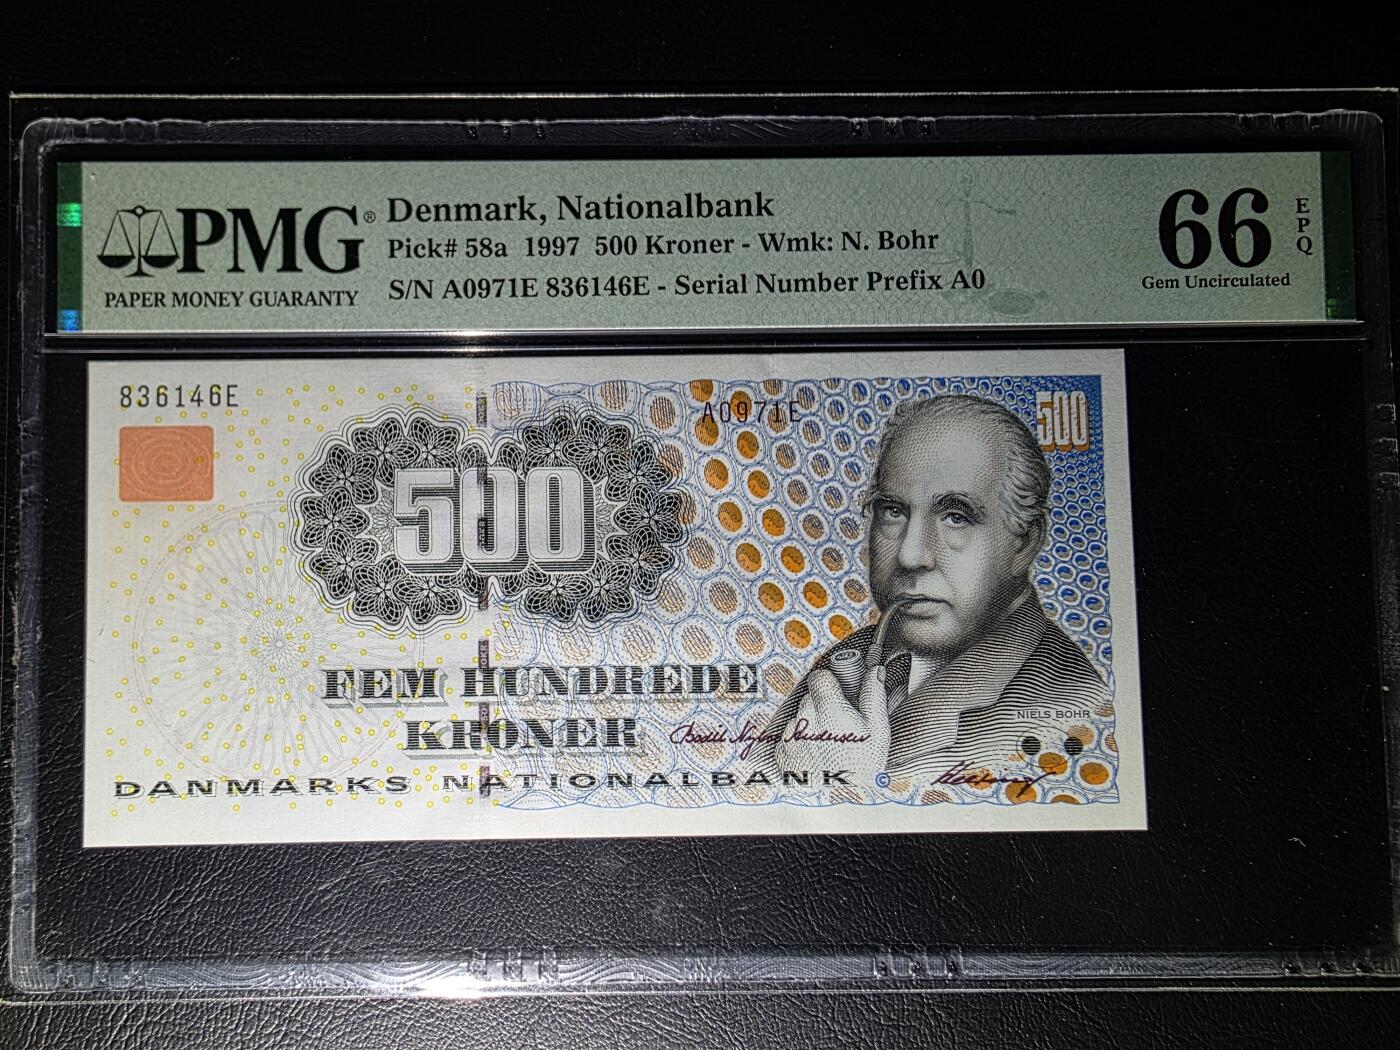 PMG®
PAPER MONEY GUARANTY
Denmark, Nationalbank
Pick# 58a 1997 500 Kroner - Wmk: N. Bohr
S/N A0971E 836146E - Serial Number Prefix A0
66
EPQ
Gem Uncirculated
836146E
A0971E
500
500
FEM HUNDREDE
KRONER
NIELS BOHR
DANMARKS NATIONALBANK
©